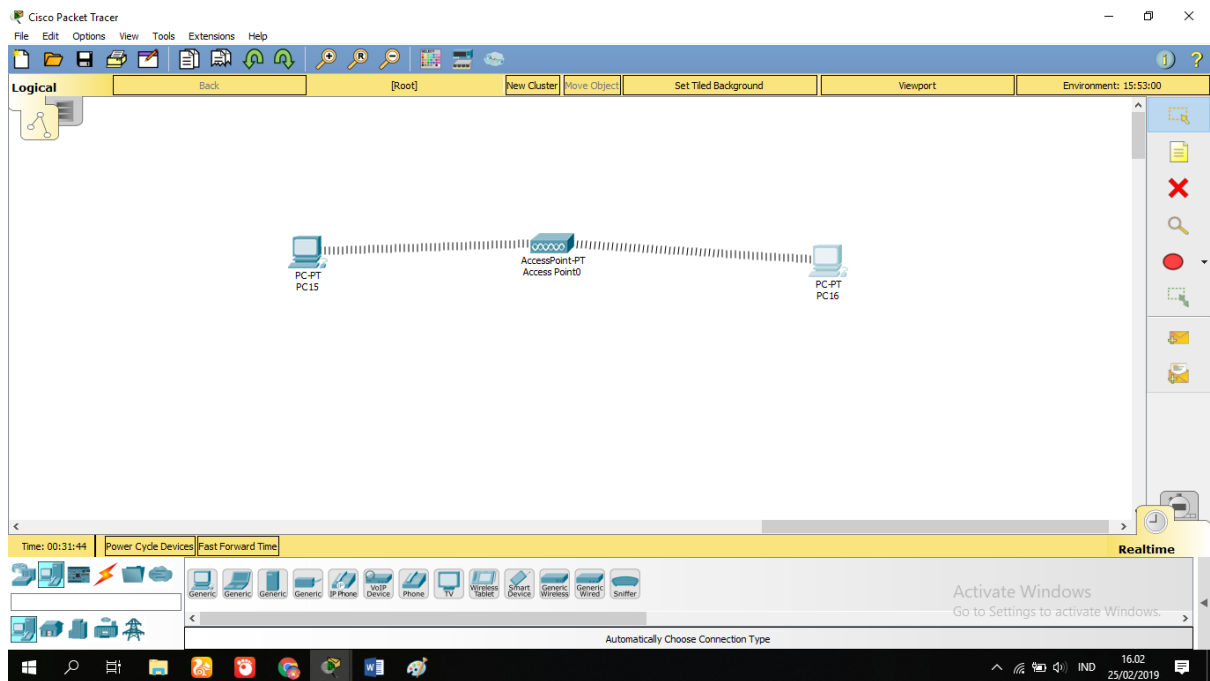 Cisco Packet Tracer
File Edit Options View Tools Extensions Help
Logical Back [Root] New Cluster Move Object Set Tiled Background Viewport Environment: 15:53:00
AccessPoint-PT
Access Point0
PC-PT
PC15
PC-PT
PC16
Time: 00:31:44 Power Cycle Devices Fast Forward Time Realtime
Generic Generic Generic Generic IP Phone VoIP Device Phone TV Wireless Tablet Smart Device Generic Wireless Generic Wired Sniffer
Activate Windows
Go to Settings to activate Windows.
Automatically Choose Connection Type
IND 16.02
25/02/2019